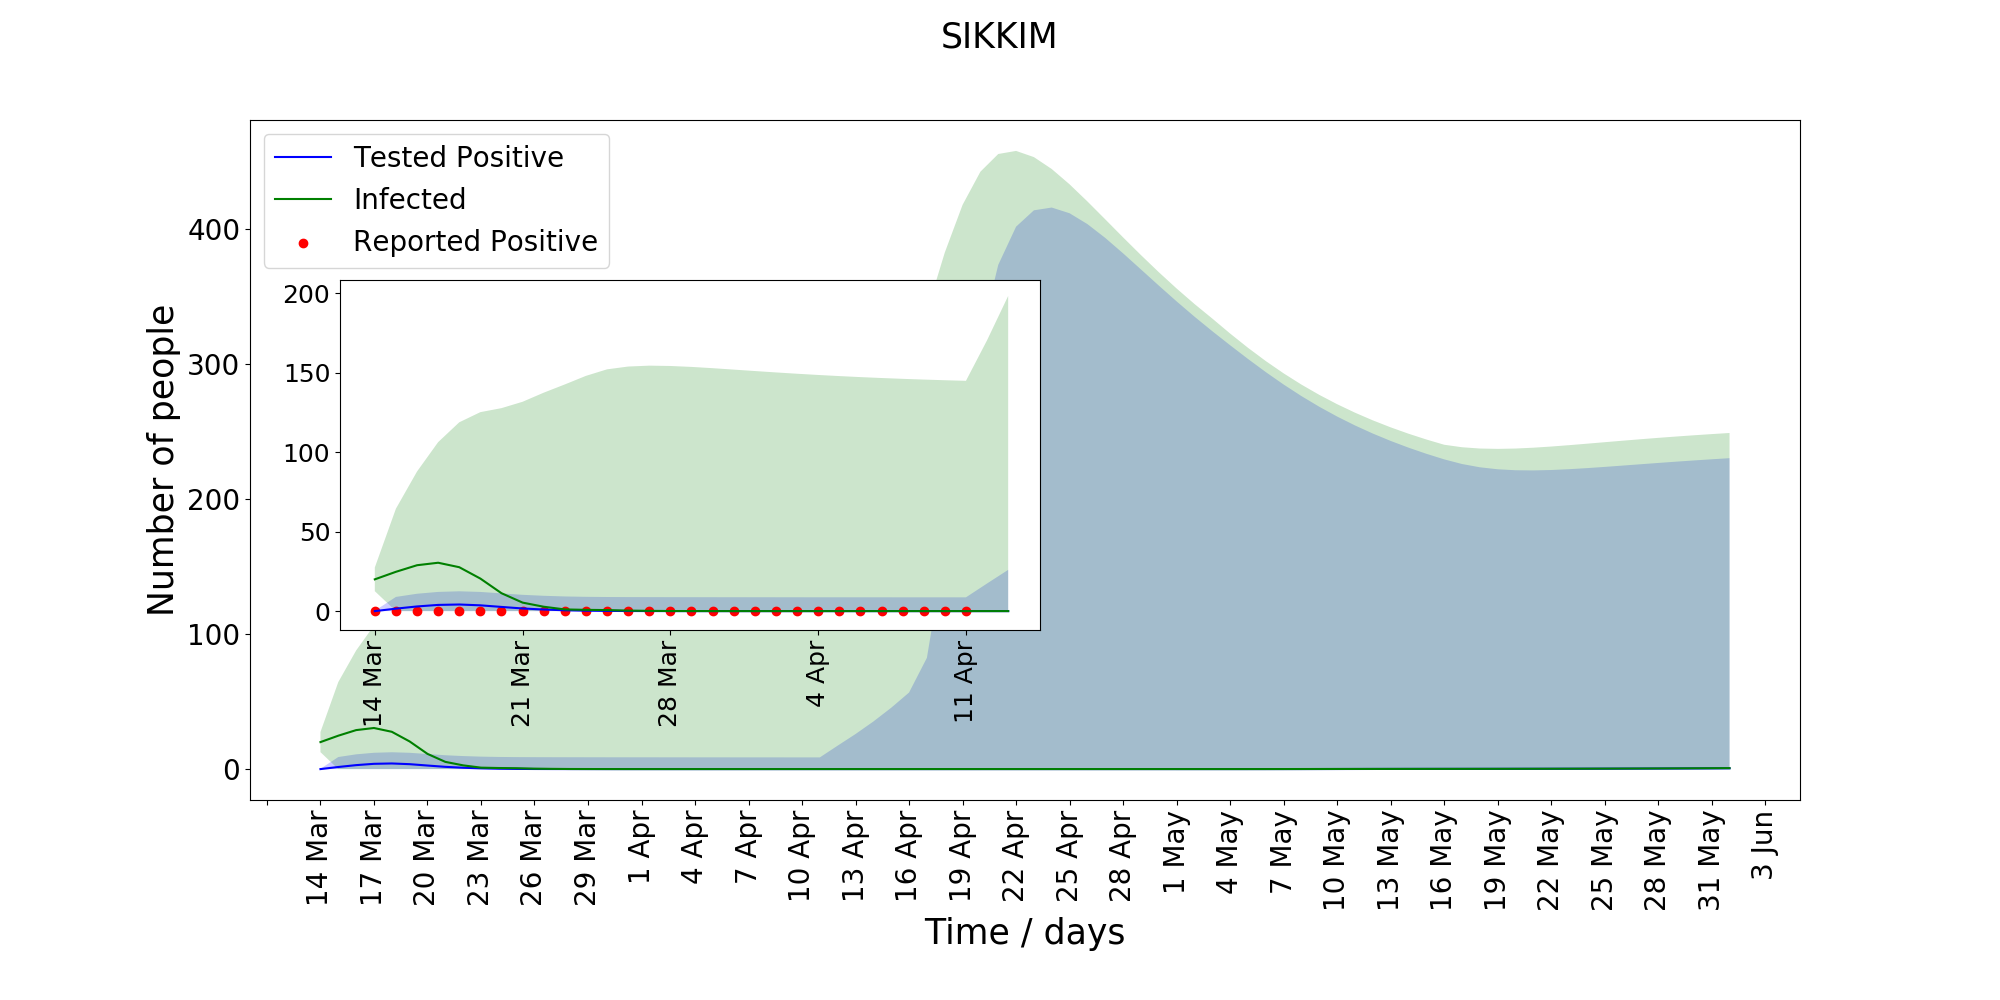 SIKKIM
Tested Positive
Infected
Reported Positive
Number of people
400
300
200
100
0
200
150
100
50
0
14 Mar
21 Mar
28 Mar
4 Apr
11 Apr
14 Mar
17 Mar
20 Mar
23 Mar
26 Mar
29 Mar
1 Apr
4 Apr
7 Apr
10 Apr
13 Apr
16 Apr
19 Apr
22 Apr
25 Apr
28 Apr
1 May
4 May
7 May
10 May
13 May
16 May
19 May
22 May
25 May
28 May
31 May
3 Jun
Time / days